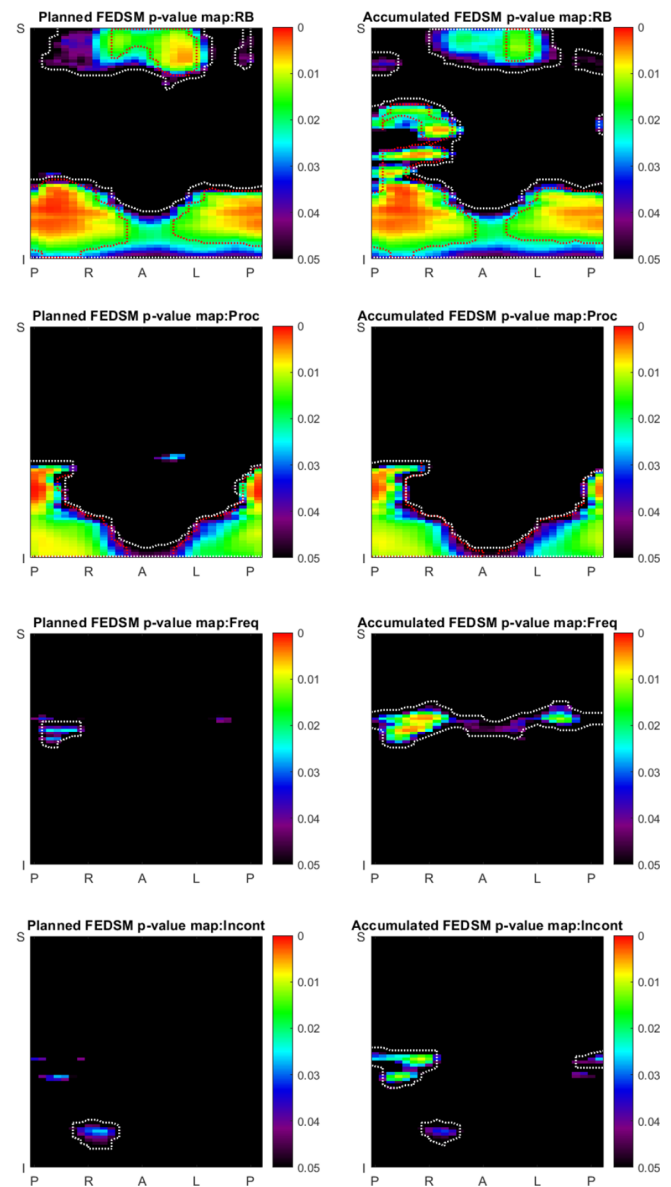 Planned FEDSM p-value map:RB
S
I
P R A L P
0
0.01
0.02
0.03
0.04
0.05
Accumulated FEDSM p-value map:RB
S
I
P R A L P
0
0.01
0.02
0.03
0.04
0.05
Planned FEDSM p-value map:Proc
S
I
P R A L P
0
0.01
0.02
0.03
0.04
0.05
Accumulated FEDSM p-value map:Proc
S
I
P R A L P
0
0.01
0.02
0.03
0.04
0.05
Planned FEDSM p-value map:Freq
S
I
P R A L P
0
0.01
0.02
0.03
0.04
0.05
Accumulated FEDSM p-value map:Freq
S
I
P R A L P
0
0.01
0.02
0.03
0.04
0.05
Planned FEDSM p-value map:Incont
S
I
P R A L P
0
0.01
0.02
0.03
0.04
0.05
Accumulated FEDSM p-value map:Incont
S
I
P R A L P
0
0.01
0.02
0.03
0.04
0.05